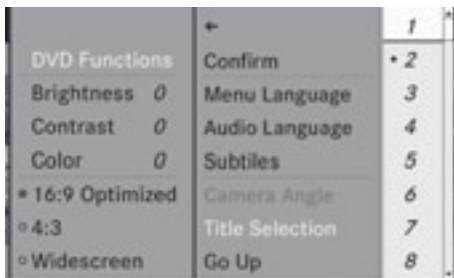 DVD Functions
Brightness 0
Contrast 0
Color 0
16:9 Optimized
4:3
Widescreen
←
Confirm
Menu Language
Audio Language
Subtiles
Camera Angle
Title Selection
Go Up
1
• 2
3
4
5
6
7
8